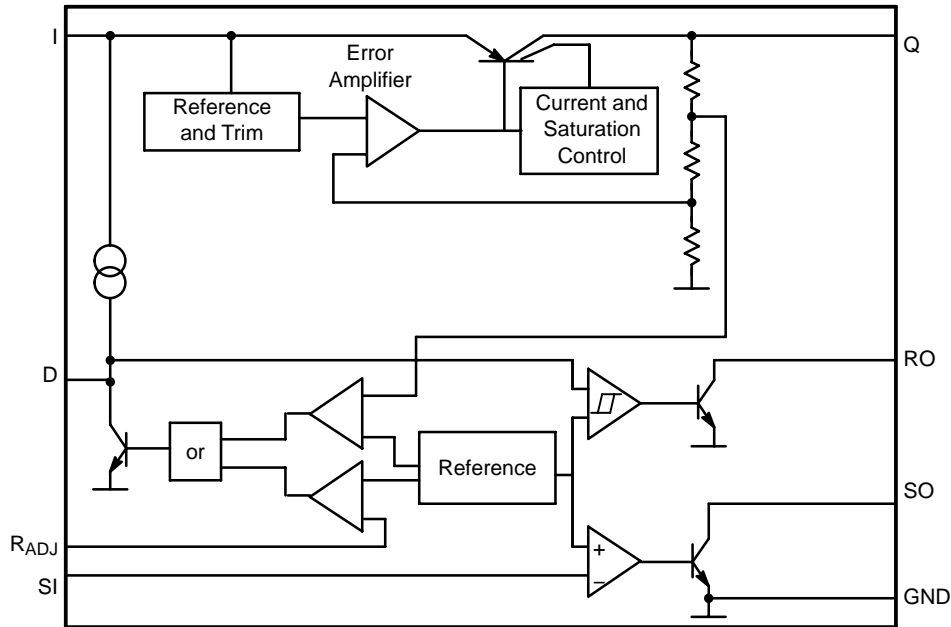 I
Q
Error
Amplifier
Reference
and Trim
Current and
Saturation
Control
D
RO
or
Reference
SO
RADJ
SI
+
−
GND